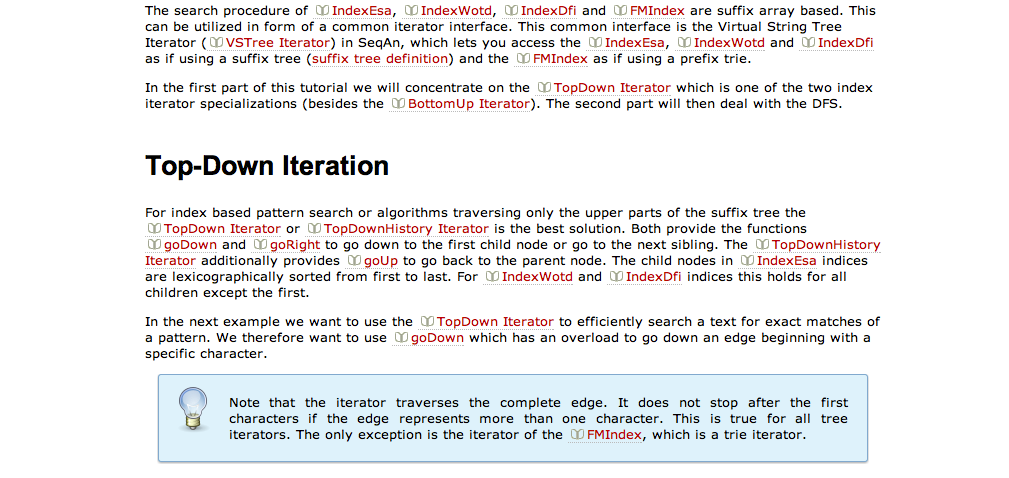 The search procedure of IndexEsa, IndexWotd, IndexDfi and FMIndex are suffix array based. This
can be utilized in form of a common iterator interface. This common interface is the Virtual String Tree
Iterator ( VSTree Iterator) in SeqAn, which lets you access the IndexEsa, IndexWotd and IndexDfi
as if using a suffix tree (suffix tree definition) and the FMIndex as if using a prefix trie.
In the first part of this tutorial we will concentrate on the TopDown Iterator which is one of the two index
iterator specializations (besides the BottomUp Iterator). The second part will then deal with the DFS.
Top-Down Iteration
For index based pattern search or algorithms traversing only the upper parts of the suffix tree the
TopDown Iterator or TopDownHistory Iterator is the best solution. Both provide the functions
goDown and goRight to go down to the first child node or go to the next sibling. The TopDownHistory
Iterator additionally provides goUp to go back to the parent node. The child nodes in IndexEsa indices
are lexicographically sorted from first to last. For IndexWotd and IndexDfi indices this holds for all
children except the first.
In the next example we want to use the TopDown Iterator to efficiently search a text for exact matches of
a pattern. We therefore want to use goDown which has an overload to go down an edge beginning with a
specific character.
Note that the iterator traverses the complete edge. It does not stop after the first
characters if the edge represents more than one character. This is true for all tree
iterators. The only exception is the iterator of the FMIndex, which is a trie iterator.